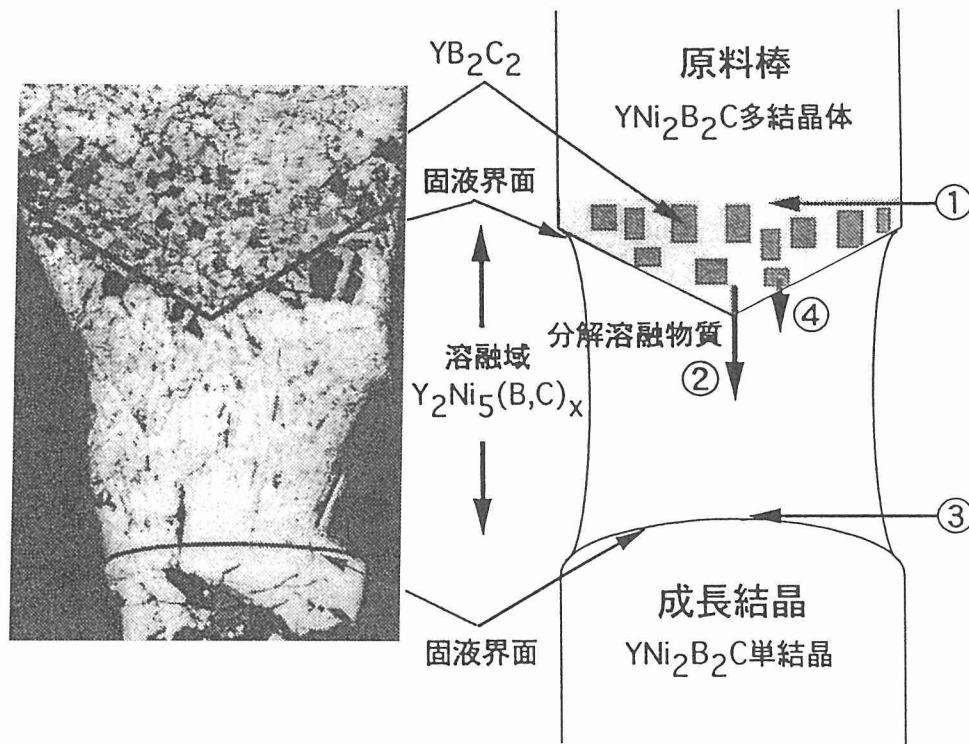 YB2C2
原料棒
YNi2B2C多結晶体
固液界面
①
分解溶融物質
④
②
溶融域
Y2Ni5(B,C)x
③
成長結晶
YNi2B2C単結晶
固液界面